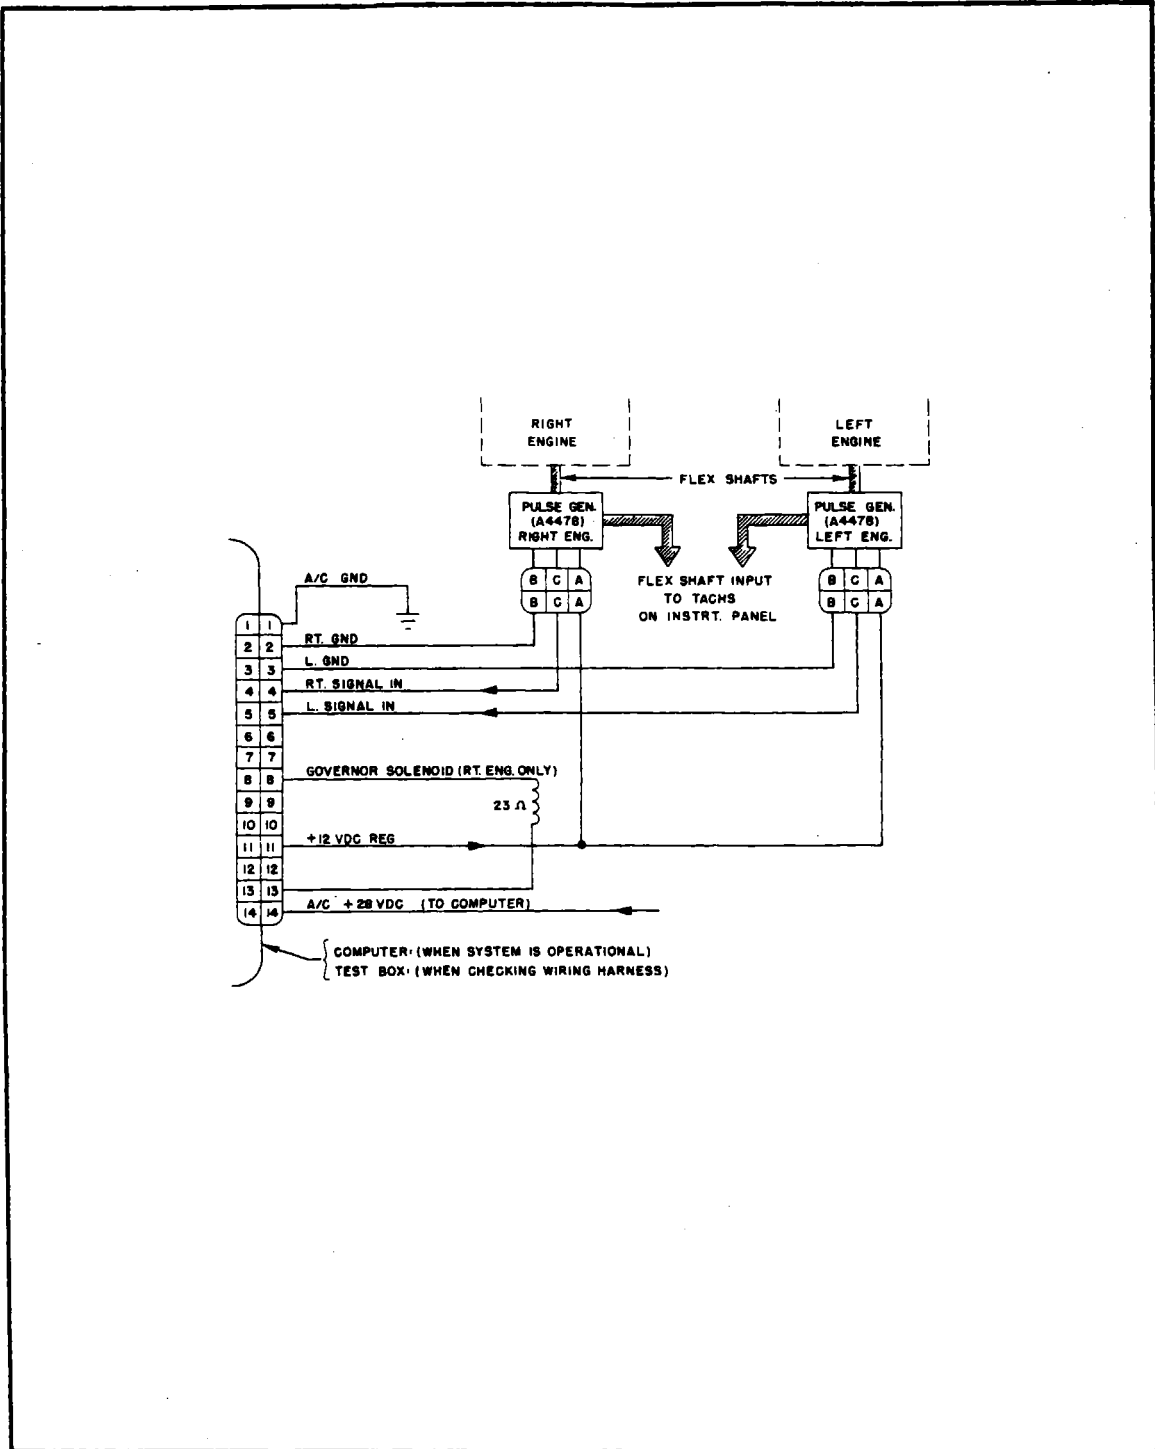 RIGHT
ENGINE
LEFT
ENGINE
FLEX SHAFTS
PULSE GEN.
(A4478)
RIGHT ENG.
PULSE GEN.
(A4478)
LEFT ENG.
B C A
B C A
B C A
B C A
FLEX SHAFT INPUT
TO TACHS
ON INSTRT. PANEL
A/C GND
1 1
2 2 RT. GND
3 3 L. GND
4 4 RT. SIGNAL IN
5 5 L. SIGNAL IN
6 6
7 7
8 8 GOVERNOR SOLENOID (RT. ENG. ONLY)
23 Ω
9 9
10 10
11 11 +12 VDC REG
12 12
13 13
14 14 A/C +28 VDC (TO COMPUTER)
COMPUTER: (WHEN SYSTEM IS OPERATIONAL)
TEST BOX: (WHEN CHECKING WIRING HARNESS)